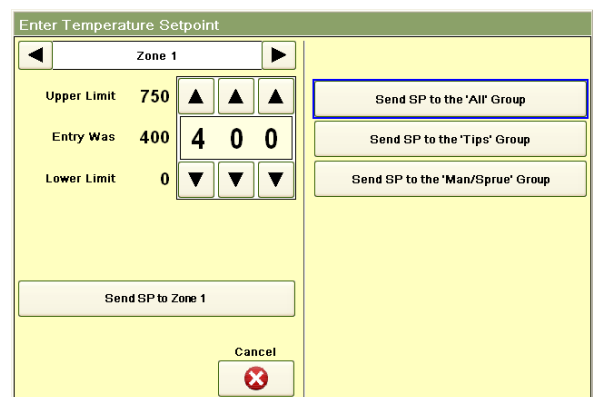 Enter Temperature Setpoint
Zone 1
Upper Limit 750
Entry Was 400 4 0 0
Lower Limit 0
Send SP to Zone 1
Cancel
Send SP to the 'All' Group
Send SP to the 'Tips' Group
Send SP to the 'Man/Sprue' Group